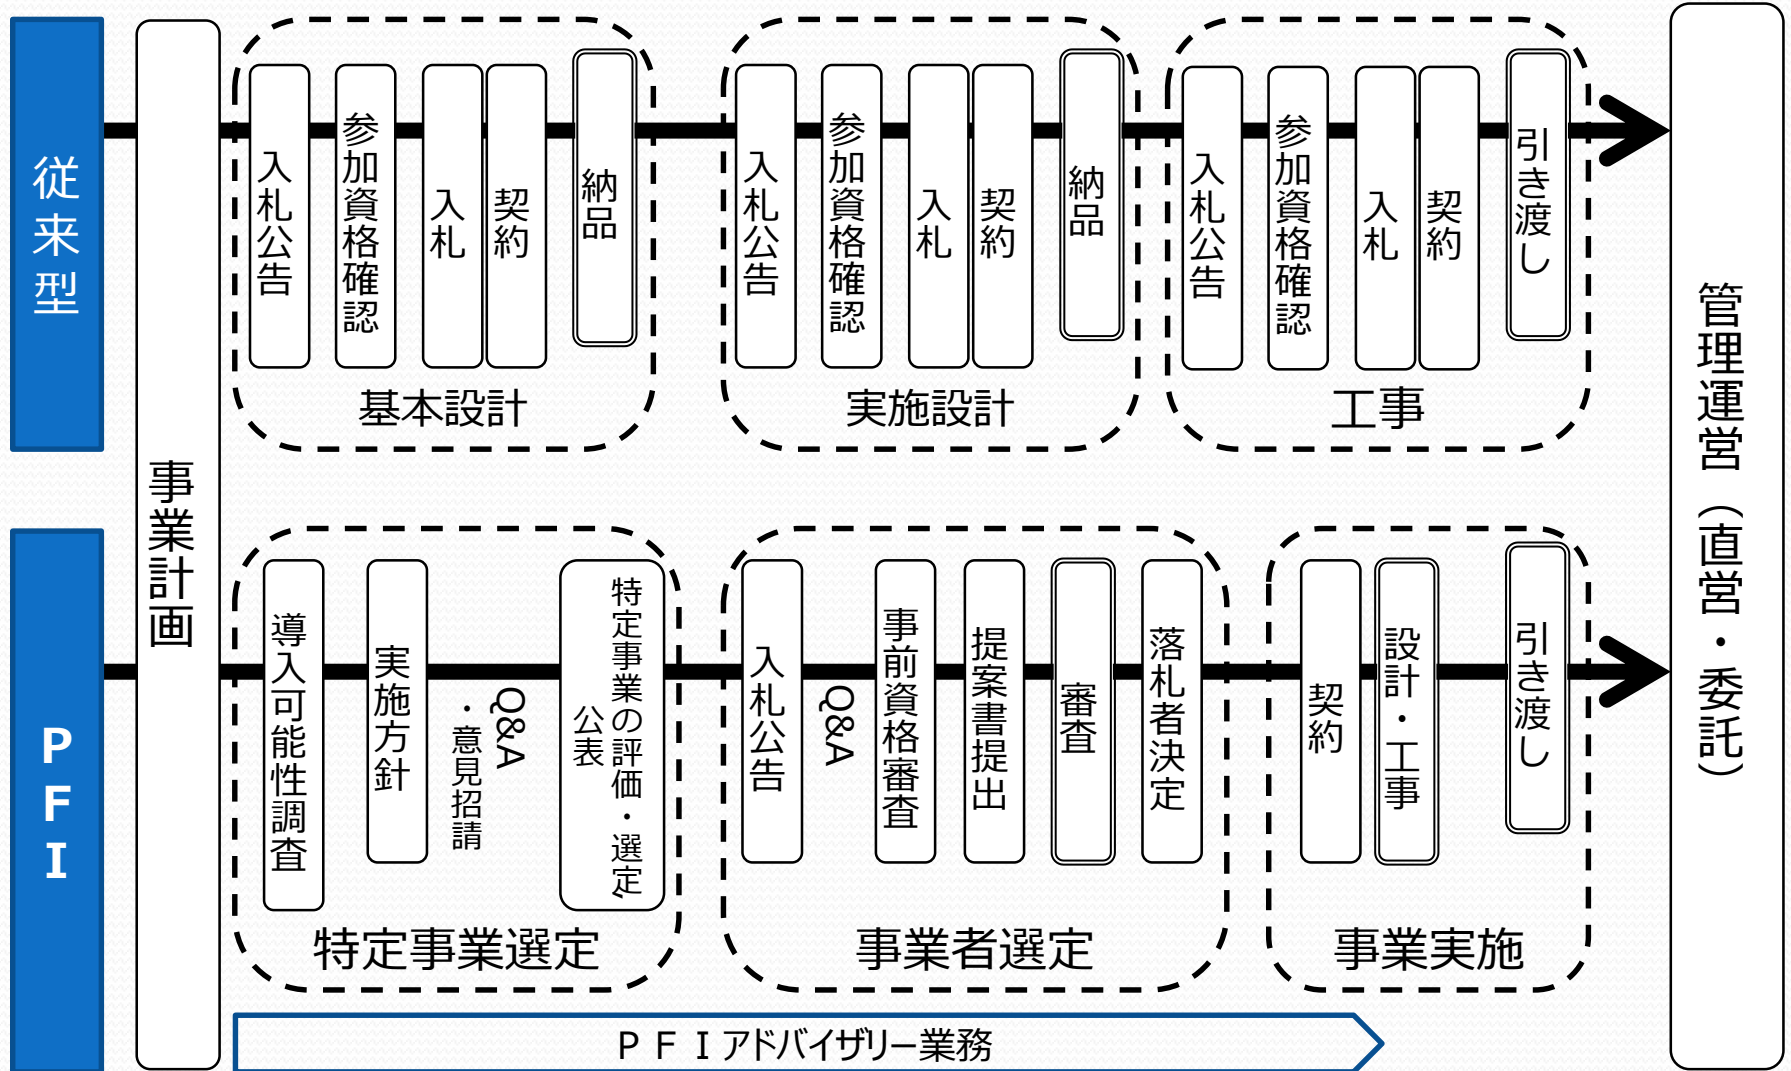 従来型
事業計画
入札公告
参加資格確認
入札
契約
納品
基本設計
入札公告
参加資格確認
入札
契約
納品
実施設計
入札公告
参加資格確認
入札
契約
引き渡し
工事
管理運営（直営・委託）
PFI
導入可能性調査
実施方針
Q&A
・意見招請
特定事業の評価・選定、
公表
特定事業選定
入札公告
Q&A
事前資格審査
提案書提出
審査
落札者決定
事業者選定
契約
設計・工事
引き渡し
事業実施
ＰＦＩアドバイザリー業務